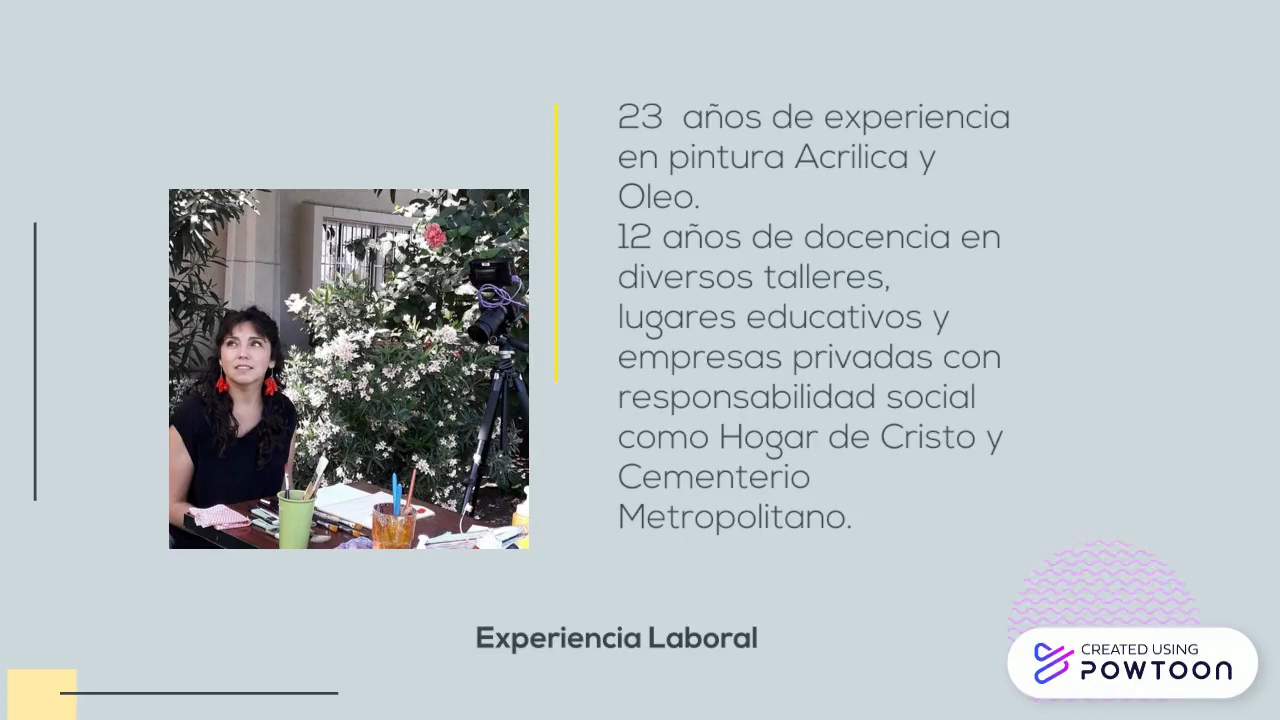 23 años de experiencia
en pintura Acrilica y
Oleo.
12 años de docencia en
diversos talleres,
lugares educativos y
empresas privadas con
responsabilidad social
como Hogar de Cristo y
Cementerio
Metropolitano.
Experiencia Laboral
CREATED USING
POWTOON